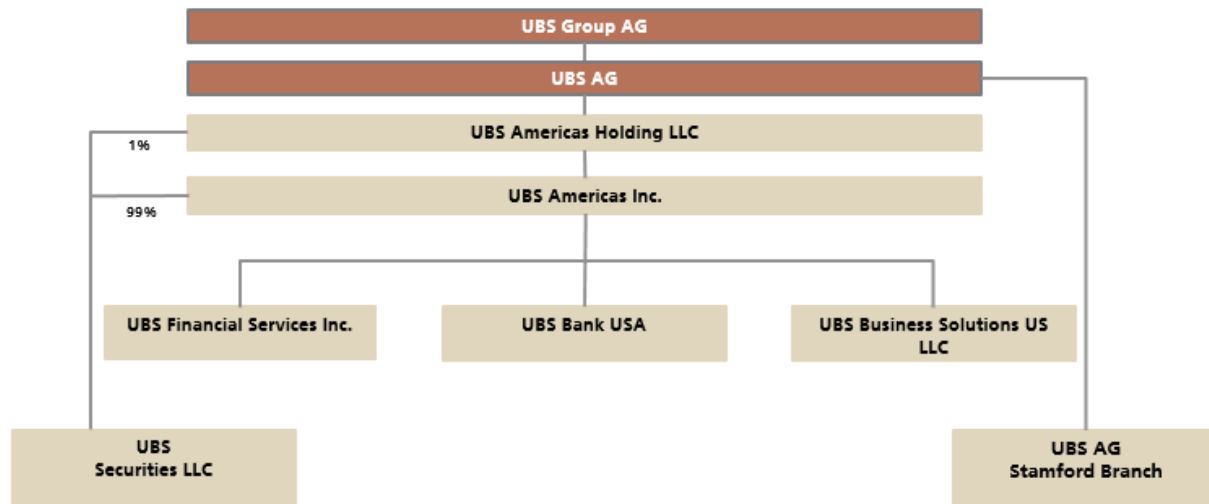 UBS Group AG
UBS AG
UBS Americas Holding LLC
1%
UBS Americas Inc.
99%
UBS Financial Services Inc.
UBS Bank USA
UBS Business Solutions US
LLC
UBS
Securities LLC
UBS AG
Stamford Branch